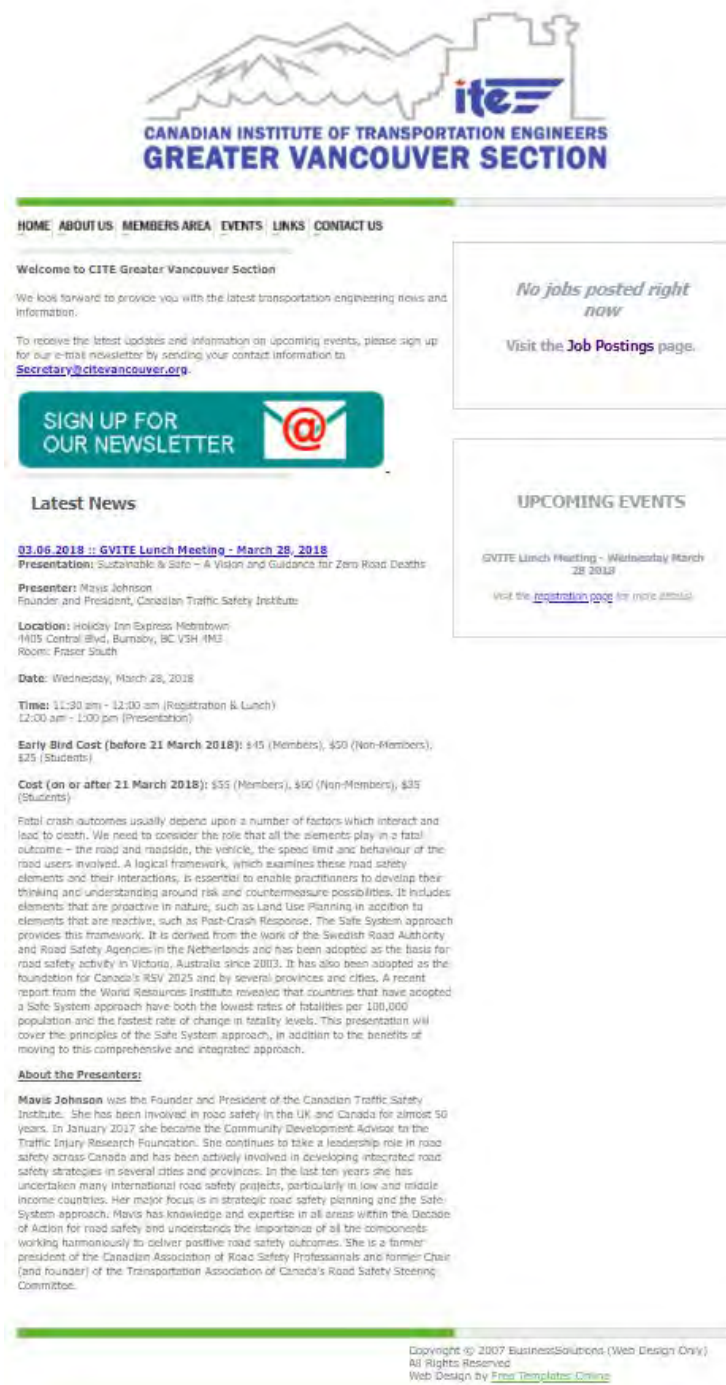 ite
CANADIAN INSTITUTE OF TRANSPORTATION ENGINEERS
GREATER VANCOUVER SECTION
HOME ABOUT US MEMBERS AREA EVENTS LINKS CONTACT US
Welcome to CITE Greater Vancouver Section
We look forward to provide you with the latest transportation engineering news and
information.
To receive the latest updates and information on upcoming events, please sign up
for our e-mail newsletter by sending your contact information to
Secretary@citevancouver.org.
SIGN UP FOR
OUR NEWSLETTER
@
Latest News
03.06.2018 :: GVITE Lunch Meeting - March 28, 2018
Presentation: Sustainable & Safe – A Vision and Guidance for Zero Road Deaths
Presenter: Mavis Johnson
Founder and President, Canadian Traffic Safety Institute
Location: Holiday Inn Express Metrotown
4405 Central Blvd, Burnaby, BC V5H 4M3
Room: Fraser South
Date: Wednesday, March 28, 2018
Time: 11:30 am - 12:00 am (Registration & Lunch)
12:00 am - 1:00 pm (Presentation)
Early Bird Cost (before 21 March 2018): $45 (Members), $50 (Non-Members),
$25 (Students)
Cost (on or after 21 March 2018): $55 (Members), $60 (Non-Members), $35
(Students)
Fatal crash outcomes usually depend upon a number of factors which interact and
lead to death. We need to consider the role that all the elements play in a fatal
outcome – the road and roadside, the vehicle, the speed limit and behaviour of the
road users involved. A logical framework, which examines these road safety
elements and their interactions, is essential to enable practitioners to develop their
thinking and understanding around risk and countermeasure possibilities. It includes
elements that are proactive in nature, such as Land Use Planning in addition to
elements that are reactive, such as Post-Crash Response. The Safe System approach
provides this framework. It is derived from the work of the Swedish Road Authority
and Road Safety Agencies in the Netherlands and has been adopted as the basis for
road safety activity in Victoria, Australia since 2003. It has also been adopted as the
foundation for Canada's RSV 2025 and by several provinces and cities. A recent
report from the World Resources Institute revealed that countries that have adopted
a Safe System approach have both the lowest rates of fatalities per 100,000
population and the fastest rate of change in fatality levels. This presentation will
cover the principles of the Safe System approach, in addition to the benefits of
moving to this comprehensive and integrated approach.
About the Presenters:
Mavis Johnson was the Founder and President of the Canadian Traffic Safety
Institute. She has been involved in road safety in the UK and Canada for almost 50
years. In January 2017 she became the Community Development Advisor to the
Traffic Injury Research Foundation. She continues to take a leadership role in road
safety across Canada and has been actively involved in developing integrated road
safety strategies in several cities and provinces. In the last ten years she has
undertaken many international road safety projects, particularly in low and middle
income countries. Her major focus is in strategic road safety planning and the Safe
System approach. Mavis has knowledge and expertise in all areas within the Decade
of Action for road safety and understands the importance of all the components
working harmoniously to deliver positive road safety outcomes. She is a former
president of the Canadian Association of Road Safety Professionals and former Chair
(and founder) of the Transportation Association of Canada's Road Safety Steering
Committee.
No jobs posted right
now
Visit the Job Postings page.
UPCOMING EVENTS
GVITE Lunch Meeting - Wednesday March
28 2018
Visit the registration page for more details!
Copyright © 2007 BusinessSolutions (Web Design Only)
All Rights Reserved
Web Design by Free Templates Online